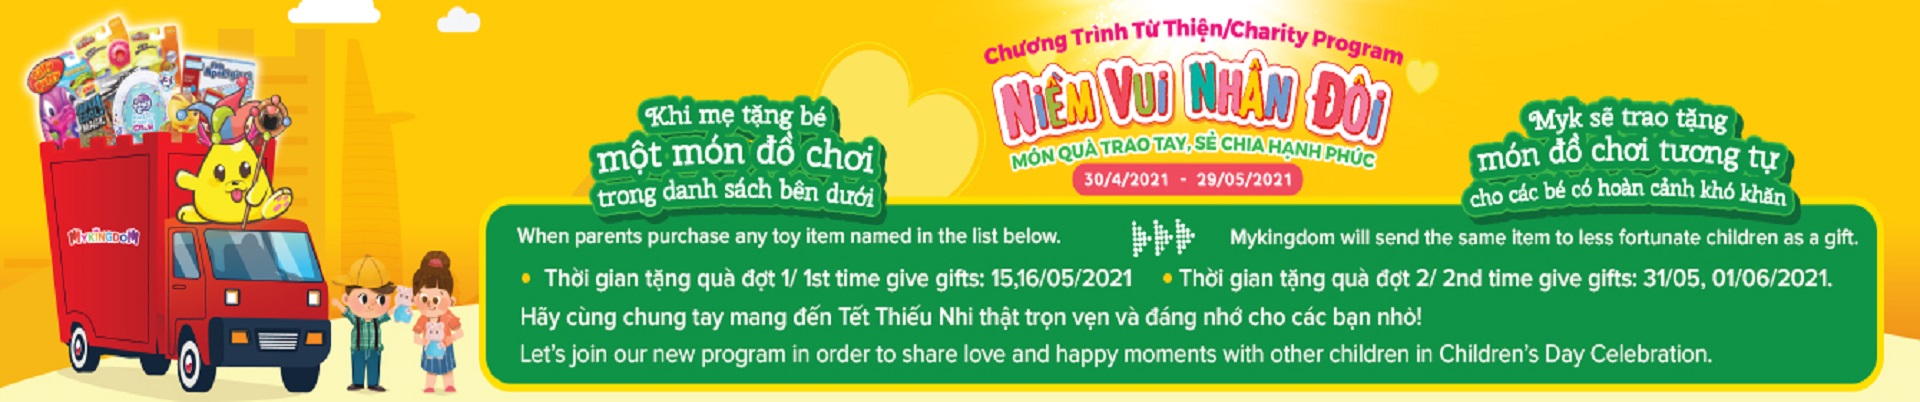 Chương Trình Từ Thiện/Charity Program
NIỀM VUI NHÂN ĐÔI
MÓN QUÀ TRAO TAY, SẺ CHIA HẠNH PHÚC
30/4/2021 - 29/05/2021
Khi mẹ tặng bé
một món đồ chơi
trong danh sách bên dưới
Myk sẽ trao tặng
món đồ chơi tương tự
cho các bé có hoàn cảnh khó khăn
MYKINGDOM
When parents purchase any toy item named in the list below.
Mykingdom will send the same item to less fortunate children as a gift.
• Thời gian tặng quà đợt 1/ 1st time give gifts: 15,16/05/2021
• Thời gian tặng quà đợt 2/ 2nd time give gifts: 31/05, 01/06/2021.
Hãy cùng chung tay mang đến Tết Thiếu Nhi thật trọn vẹn và đáng nhớ cho các bạn nhỏ!
Let's join our new program in order to share love and happy moments with other children in Children's Day Celebration.